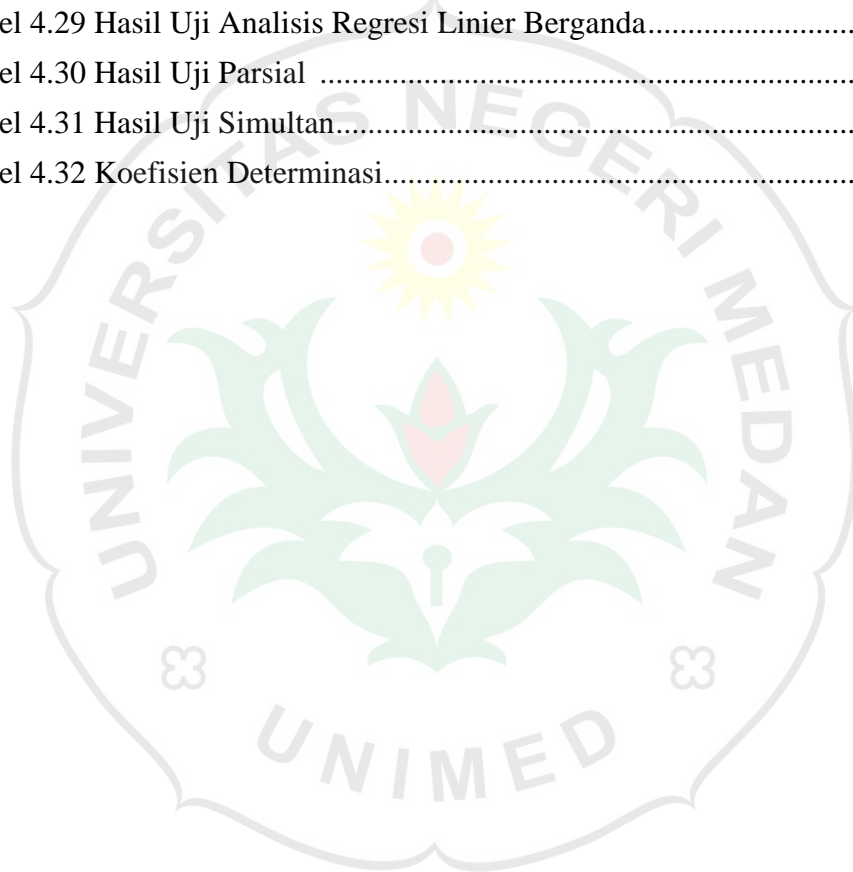 el 4.29 Hasil Uji Analisis Regresi Linier Berganda........................
el 4.30 Hasil Uji Parsial ................................................................
el 4.31 Hasil Uji Simultan...............................................................
el 4.32 Koefisien Determinasi.........................................................
UNIVERSITAS NEGERI MEDAN
UNIMED